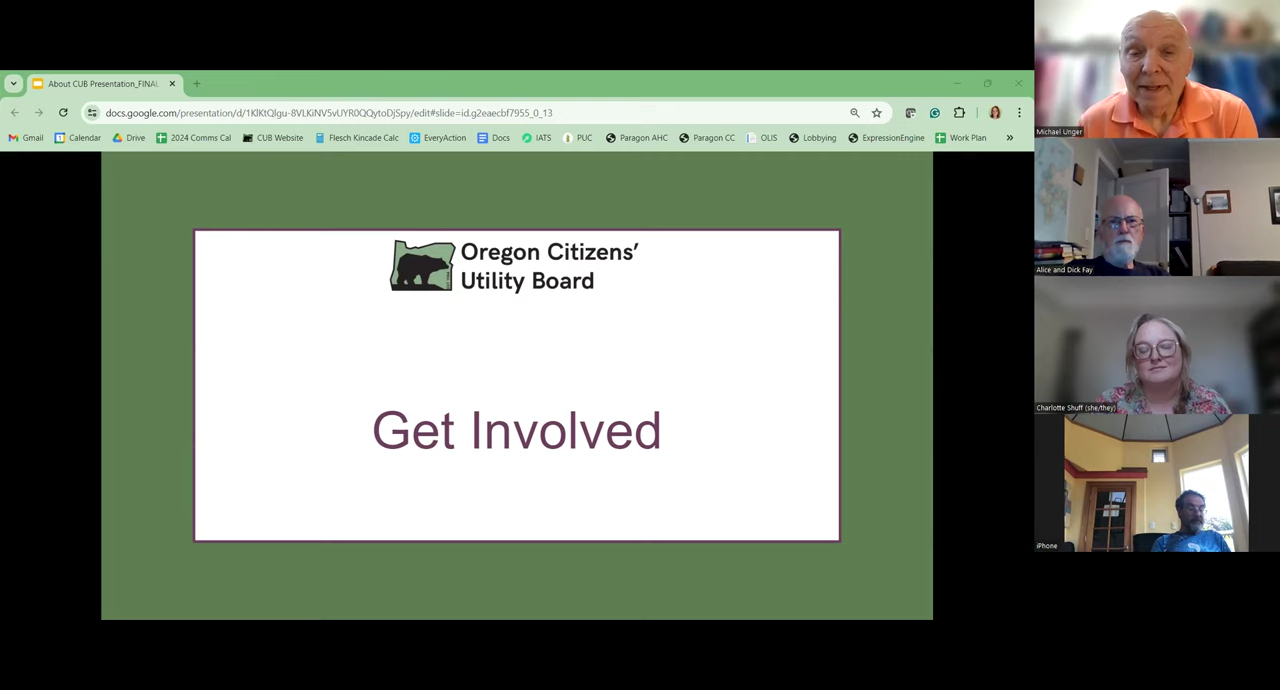 About CUB Presentation_FINAL
docs.google.com/presentation/d/1KlKtQlgu-8VLKiNV5vUYR0QQytoDjSpy/edit#slide=id.g2eaecbf7955_0_13
Gmail
Calendar
Drive
2024 Comms Cal
CUB Website
Flesch Kincade Calc
EveryAction
Docs
IATS
PUC
Paragon AHC
Paragon CC
OLIS
Lobbying
ExpressionEngine
Work Plan
Oregon Citizens'
Utility Board
Get Involved
Michael Unger
Alice and Dick Fay
Charlotte Shuff (she/they)
iPhone